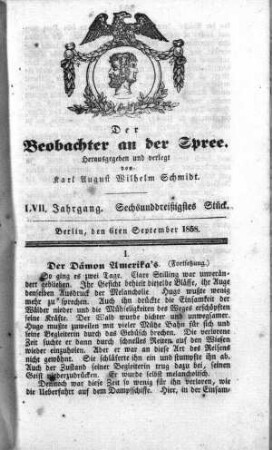 Der
Beobachter an der Spree.
Herausgegeben und verlegt
von
Karl August Wilhelm Schmidt.
LVII. Jahrgang. Sechsunddreißigstes Stück.
Berlin, den 6ten September 1858.
1.
Der Dämon Amerika's. (Fortsetzung.)
So ging es zwei Tage. Clare Stilling war unverän-
dert geblieben. Ihr Gesicht behielt dieselbe Blässe, ihr Auge
denselben Ausdruck der Melancholie. Hugo wußte wenig
mehr zu sprechen. Auch ihn drückte die Einsamkeit der
Wälder nieder und die Mühseligkeiten des Weges erschöpften
seine Kräfte. Der Wald wurde dichter und unwegsamer.
Hugo mußte zuweilen mit vieler Mühe Bahn für sich und
seine Begleiterin durch das Gebüsch brechen. Die verlorne
Zeit suchten sie dann durch schnelles Reiten auf den Wiesen
wieder einzuholen. Aber er war an diese Art des Reisens
nicht gewöhnt. Sie schläferte ihn ein und stumpfte ihn ab.
Auch der Zustand seiner Begleiterin trug dazu bei, seinen
Geist niederzudrücken. Er wurde selbst melancholisch.
Dennoch war diese Zeit so wenig für ihn verloren, wie
die Ueberfahrt auf dem Dampfschiffe. Hier, in der Einsam-